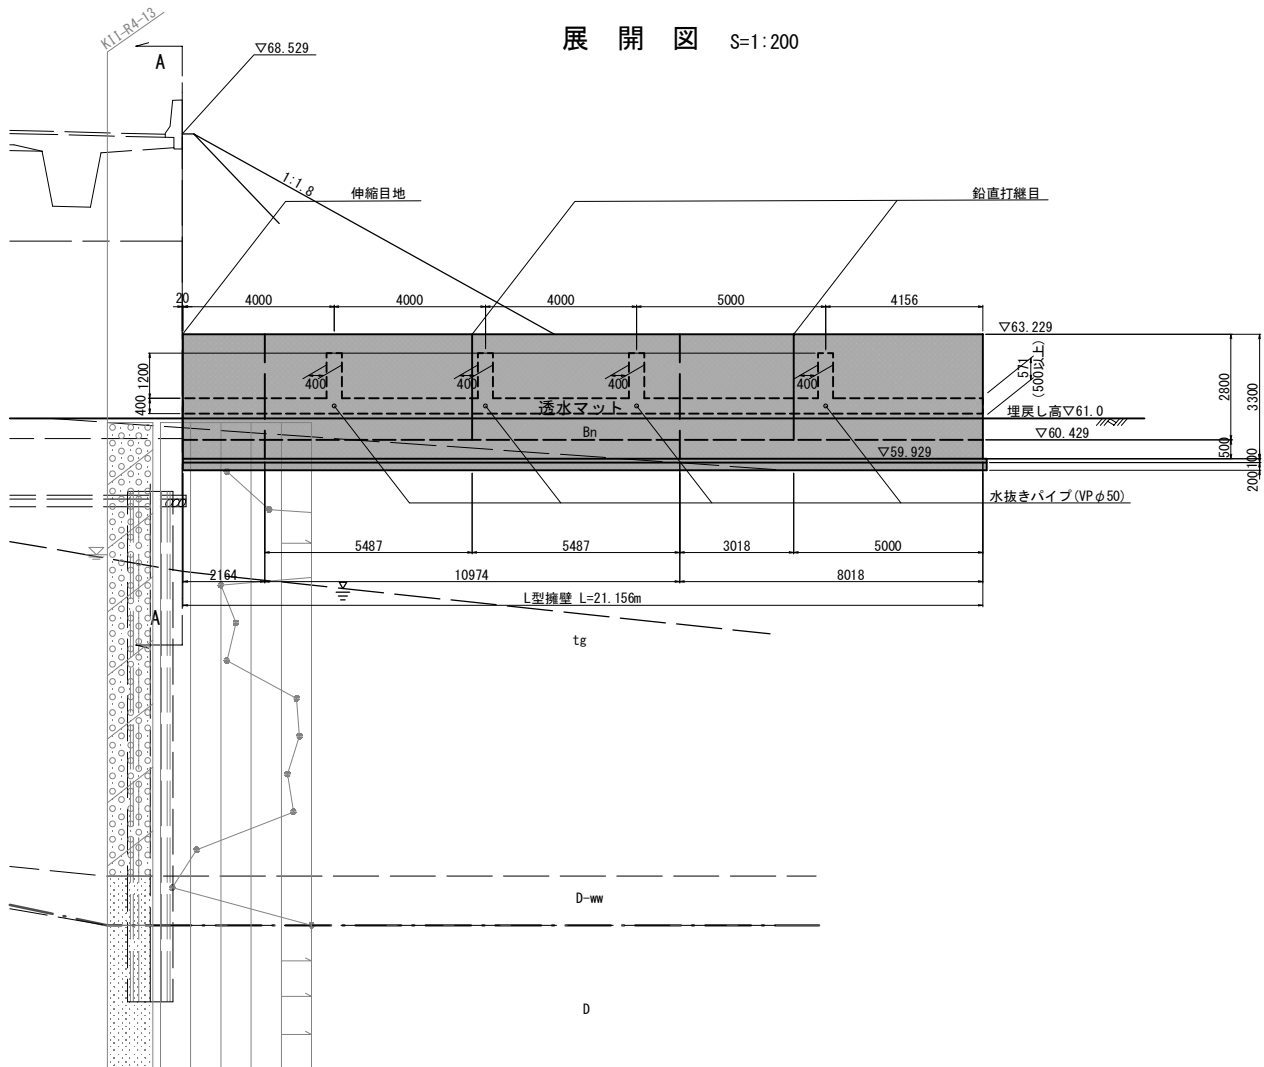 展開図 S=1:200
K11-R4-13
A
▽68.529
1:1.8
伸縮目地
鉛直打継目
20
4000
4000
4000
5000
4156
▽63.229
571
(500以上)
2800
3300
1200
400
400
400
400
400
透水マット
埋戻し高▽61.0
Bn
▽60.429
▽59.929
500
100
200
水抜きパイプ(VPφ50)
5487
5487
3018
5000
2164
10974
8018
L型擁壁 L=21.156m
A
tg
D-ww
D